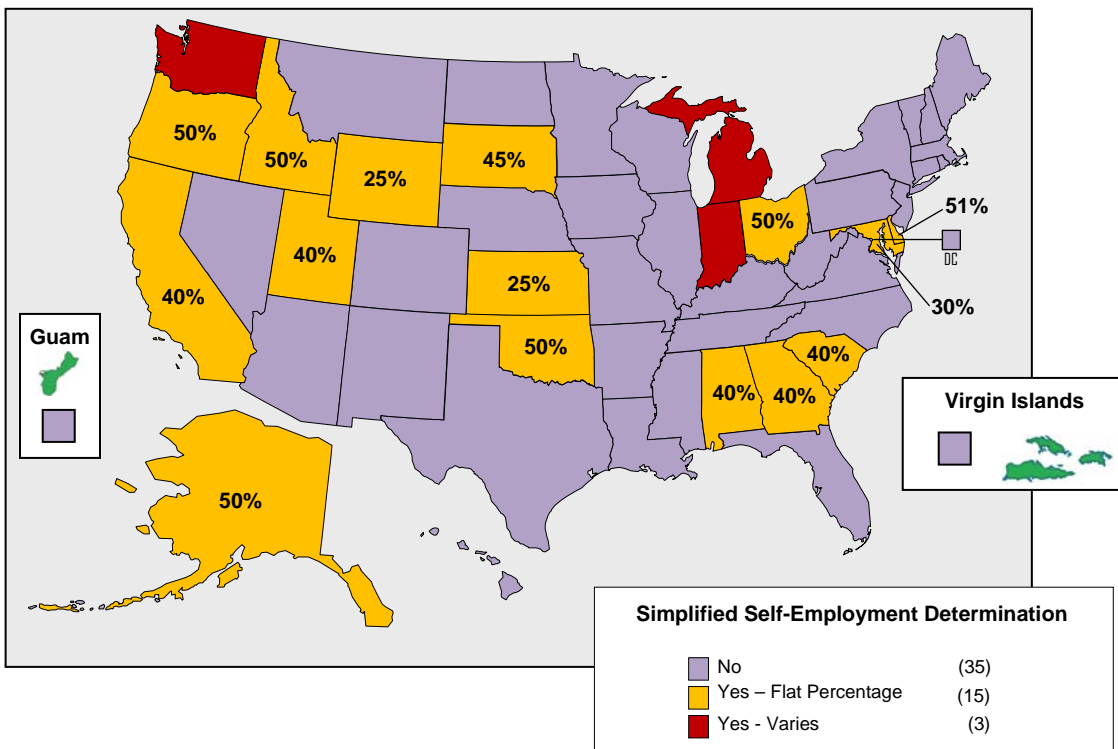 50%
50%
25%
45%
50%
51%
DC
40%
40%
25%
30%
50%
40%
40%
40%
Guam
Virgin Islands
50%
Simplified Self-Employment Determination
No (35)
Yes – Flat Percentage (15)
Yes - Varies (3)